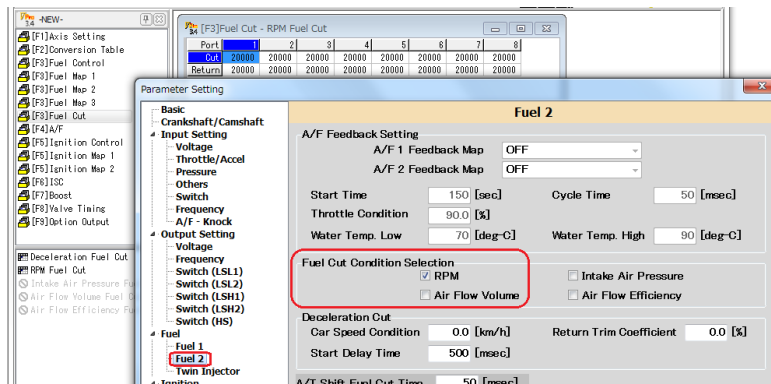 3.4 -NEW-
[F1]Axis Setting
[F2]Conversion Table
[F3]Fuel Control
[F3]Fuel Map 1
[F3]Fuel Map 2
[F3]Fuel Map 3
[F3]Fuel Cut
[F4]A/F
[F5]Ignition Control
[F5]Ignition Map 1
[F5]Ignition Map 2
[F6]ISC
[F7]Boost
[F8]Valve Timing
[F9]Option Output
Deceleration Fuel Cut
RPM Fuel Cut
Intake Air Pressure Fu
Air Flow Volume Fuel C
Air Flow Efficiency Fu
[F3]Fuel Cut - RPM Fuel Cut
Port 1 2 3 4 5 6 7 8
Cut 20000 20000 20000 20000 20000 20000 20000 20000
Return 20000 20000 20000 20000 20000 20000 20000 20000
Parameter Setting
Basic
Crankshaft/Camshaft
Input Setting
Voltage
Throttle/Accel
Pressure
Others
Switch
Frequency
A/F - Knock
Output Setting
Voltage
Frequency
Switch (LSL1)
Switch (LSL2)
Switch (LSH1)
Switch (LSH2)
Switch (HS)
Fuel
Fuel 1
Fuel 2
Twin Injector
Ignition
Fuel 2
A/F Feedback Setting
A/F 1 Feedback Map OFF
A/F 2 Feedback Map OFF
Start Time 150 [sec] Cycle Time 50 [msec]
Throttle Condition 90.0 [%]
Water Temp. Low 70 [deg-C] Water Temp. High 90 [deg-C]
Fuel Cut Condition Selection
RPM Intake Air Pressure
Air Flow Volume Air Flow Efficiency
Deceleration Cut
Car Speed Condition 0.0 [km/h] Return Trim Coefficient 0.0 [%]
Start Delay Time 500 [msec]
A/T Shift Fuel Cut Time 50 [msec]